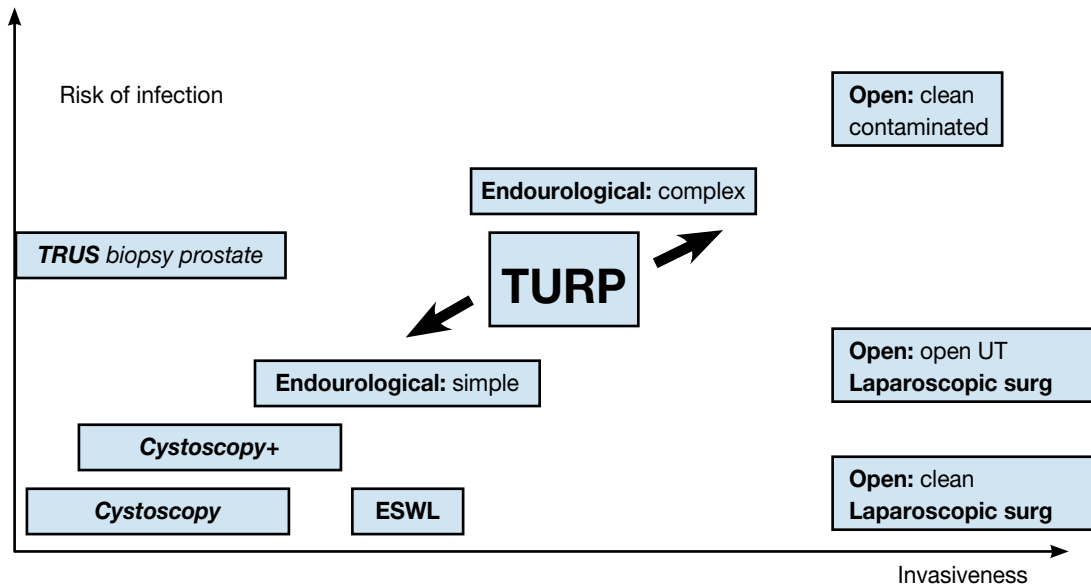 Risk of infection
Open: clean
contaminated
Endourological: complex
TRUS biopsy prostate
TURP
Open: open UT
Laparoscopic surg
Endourological: simple
Cystoscopy+
Open: clean
Laparoscopic surg
Cystoscopy
ESWL
Invasiveness